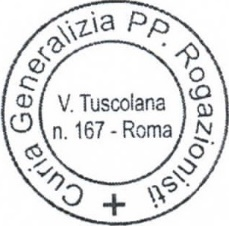 Curia Generalizia PP. Rogazionisti
V. Tuscolana
n. 167 - Roma